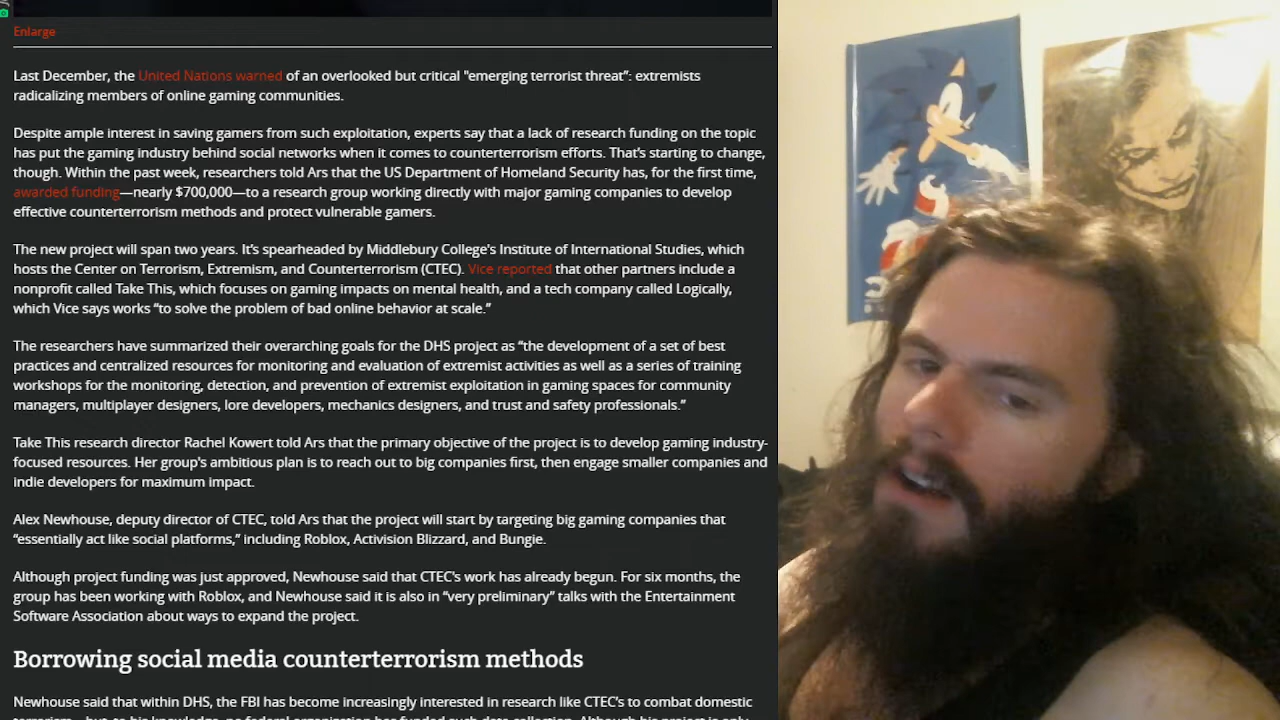 Enlarge
Last December, the United Nations warned of an overlooked but critical "emerging terrorist threat": extremists
radicalizing members of online gaming communities.
Despite ample interest in saving gamers from such exploitation, experts say that a lack of research funding on the topic
has put the gaming industry behind social networks when it comes to counterterrorism efforts. That's starting to change,
though. Within the past week, researchers told Ars that the US Department of Homeland Security has, for the first time,
awarded funding—nearly $700,000—to a research group working directly with major gaming companies to develop
effective counterterrorism methods and protect vulnerable gamers.
The new project will span two years. It's spearheaded by Middlebury College's Institute of International Studies, which
hosts the Center on Terrorism, Extremism, and Counterterrorism (CTEC). Vice reported that other partners include a
nonprofit called Take This, which focuses on gaming impacts on mental health, and a tech company called Logically,
which Vice says works “to solve the problem of bad online behavior at scale.”
The researchers have summarized their overarching goals for the DHS project as “the development of a set of best
practices and centralized resources for monitoring and evaluation of extremist activities as well as a series of training
workshops for the monitoring, detection, and prevention of extremist exploitation in gaming spaces for community
managers, multiplayer designers, lore developers, mechanics designers, and trust and safety professionals.”
Take This research director Rachel Kowert told Ars that the primary objective of the project is to develop gaming industry-
focused resources. Her group's ambitious plan is to reach out to big companies first, then engage smaller companies and
indie developers for maximum impact.
Alex Newhouse, deputy director of CTEC, told Ars that the project will start by targeting big gaming companies that
“essentially act like social platforms,” including Roblox, Activision Blizzard, and Bungie.
Although project funding was just approved, Newhouse said that CTEC's work has already begun. For six months, the
group has been working with Roblox, and Newhouse said it is also in “very preliminary” talks with the Entertainment
Software Association about ways to expand the project.
Borrowing social media counterterrorism methods
Newhouse said that within DHS, the FBI has become increasingly interested in research like CTEC's to combat domestic